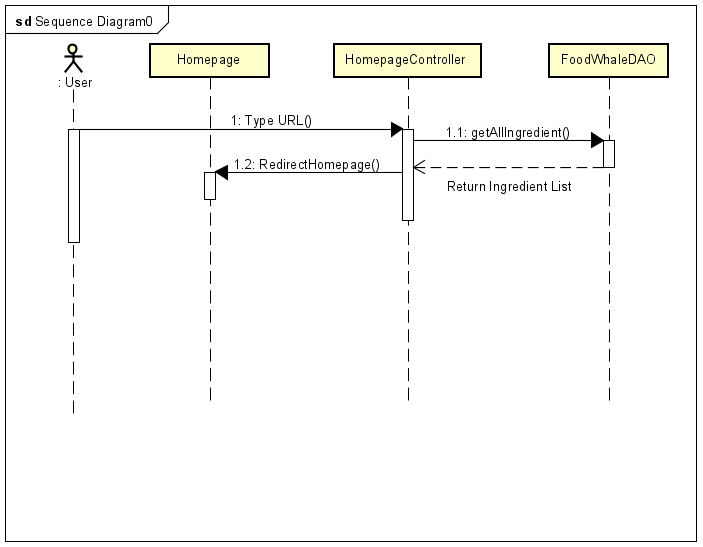 sd Sequence Diagram0
: User
Homepage
HomepageController
FoodWhaleDAO
1: Type URL()
1.1: getAllIngredient()
1.2: RedirectHomepage()
Return Ingredient List